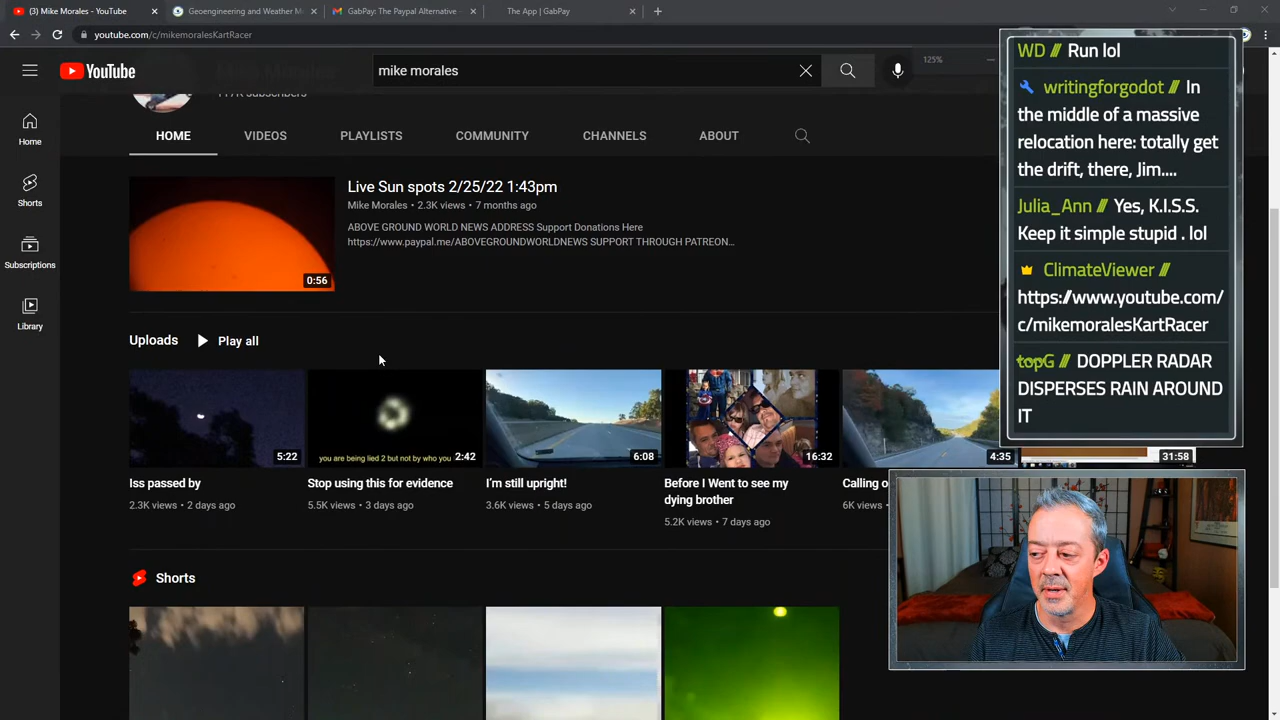 (3) Mike Morales - YouTube
Geoengineering and Weather M
GabPay: The Paypal Alternative
The App | GabPay
youtube.com/c/mikemoralesKartRacer
YouTube
mike morales
125%
subscribers
HOME
VIDEOS
PLAYLISTS
COMMUNITY
CHANNELS
ABOUT
Home
Shorts
Subscriptions
Library
Live Sun spots 2/25/22 1:43pm
Mike Morales • 2.3K views • 7 months ago
ABOVE GROUND WORLD NEWS ADDRESS Support Donations Here
https://www.paypal.me/ABOVEGROUNDWORLDNEWS SUPPORT THROUGH PATREON...
0:56
Uploads
Play all
5:22
Iss passed by
2.3K views • 2 days ago
you are being lied 2 but not by who you
2:42
Stop using this for evidence
5.5K views • 3 days ago
6:08
I'm still upright!
3.6K views • 5 days ago
16:32
Before I Went to see my
dying brother
5.2K views • 7 days ago
4:35
Calling
6K views •
31:58
Shorts
WD /// Run lol
writingforgodot /// In
the middle of a massive
relocation here: totally get
the drift, there, Jim....
Julia_Ann /// Yes, K.I.S.S.
Keep it simple stupid . lol
ClimateViewer ///
https://www.youtube.com/
c/mikemoralesKartRacer
topG /// DOPPLER RADAR
DISPERSES RAIN AROUND
IT